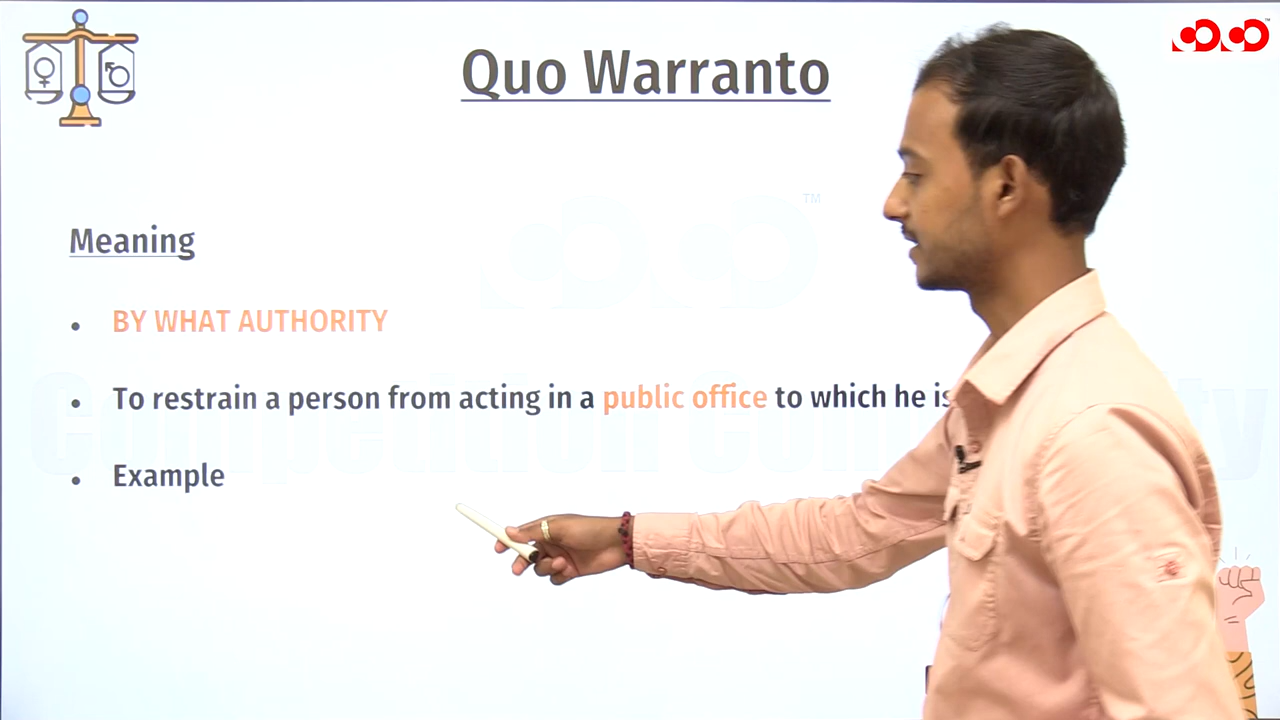 Quo Warranto
TM
Meaning
• BY WHAT AUTHORITY
• To restrain a person from acting in a public office to which he is
• Example